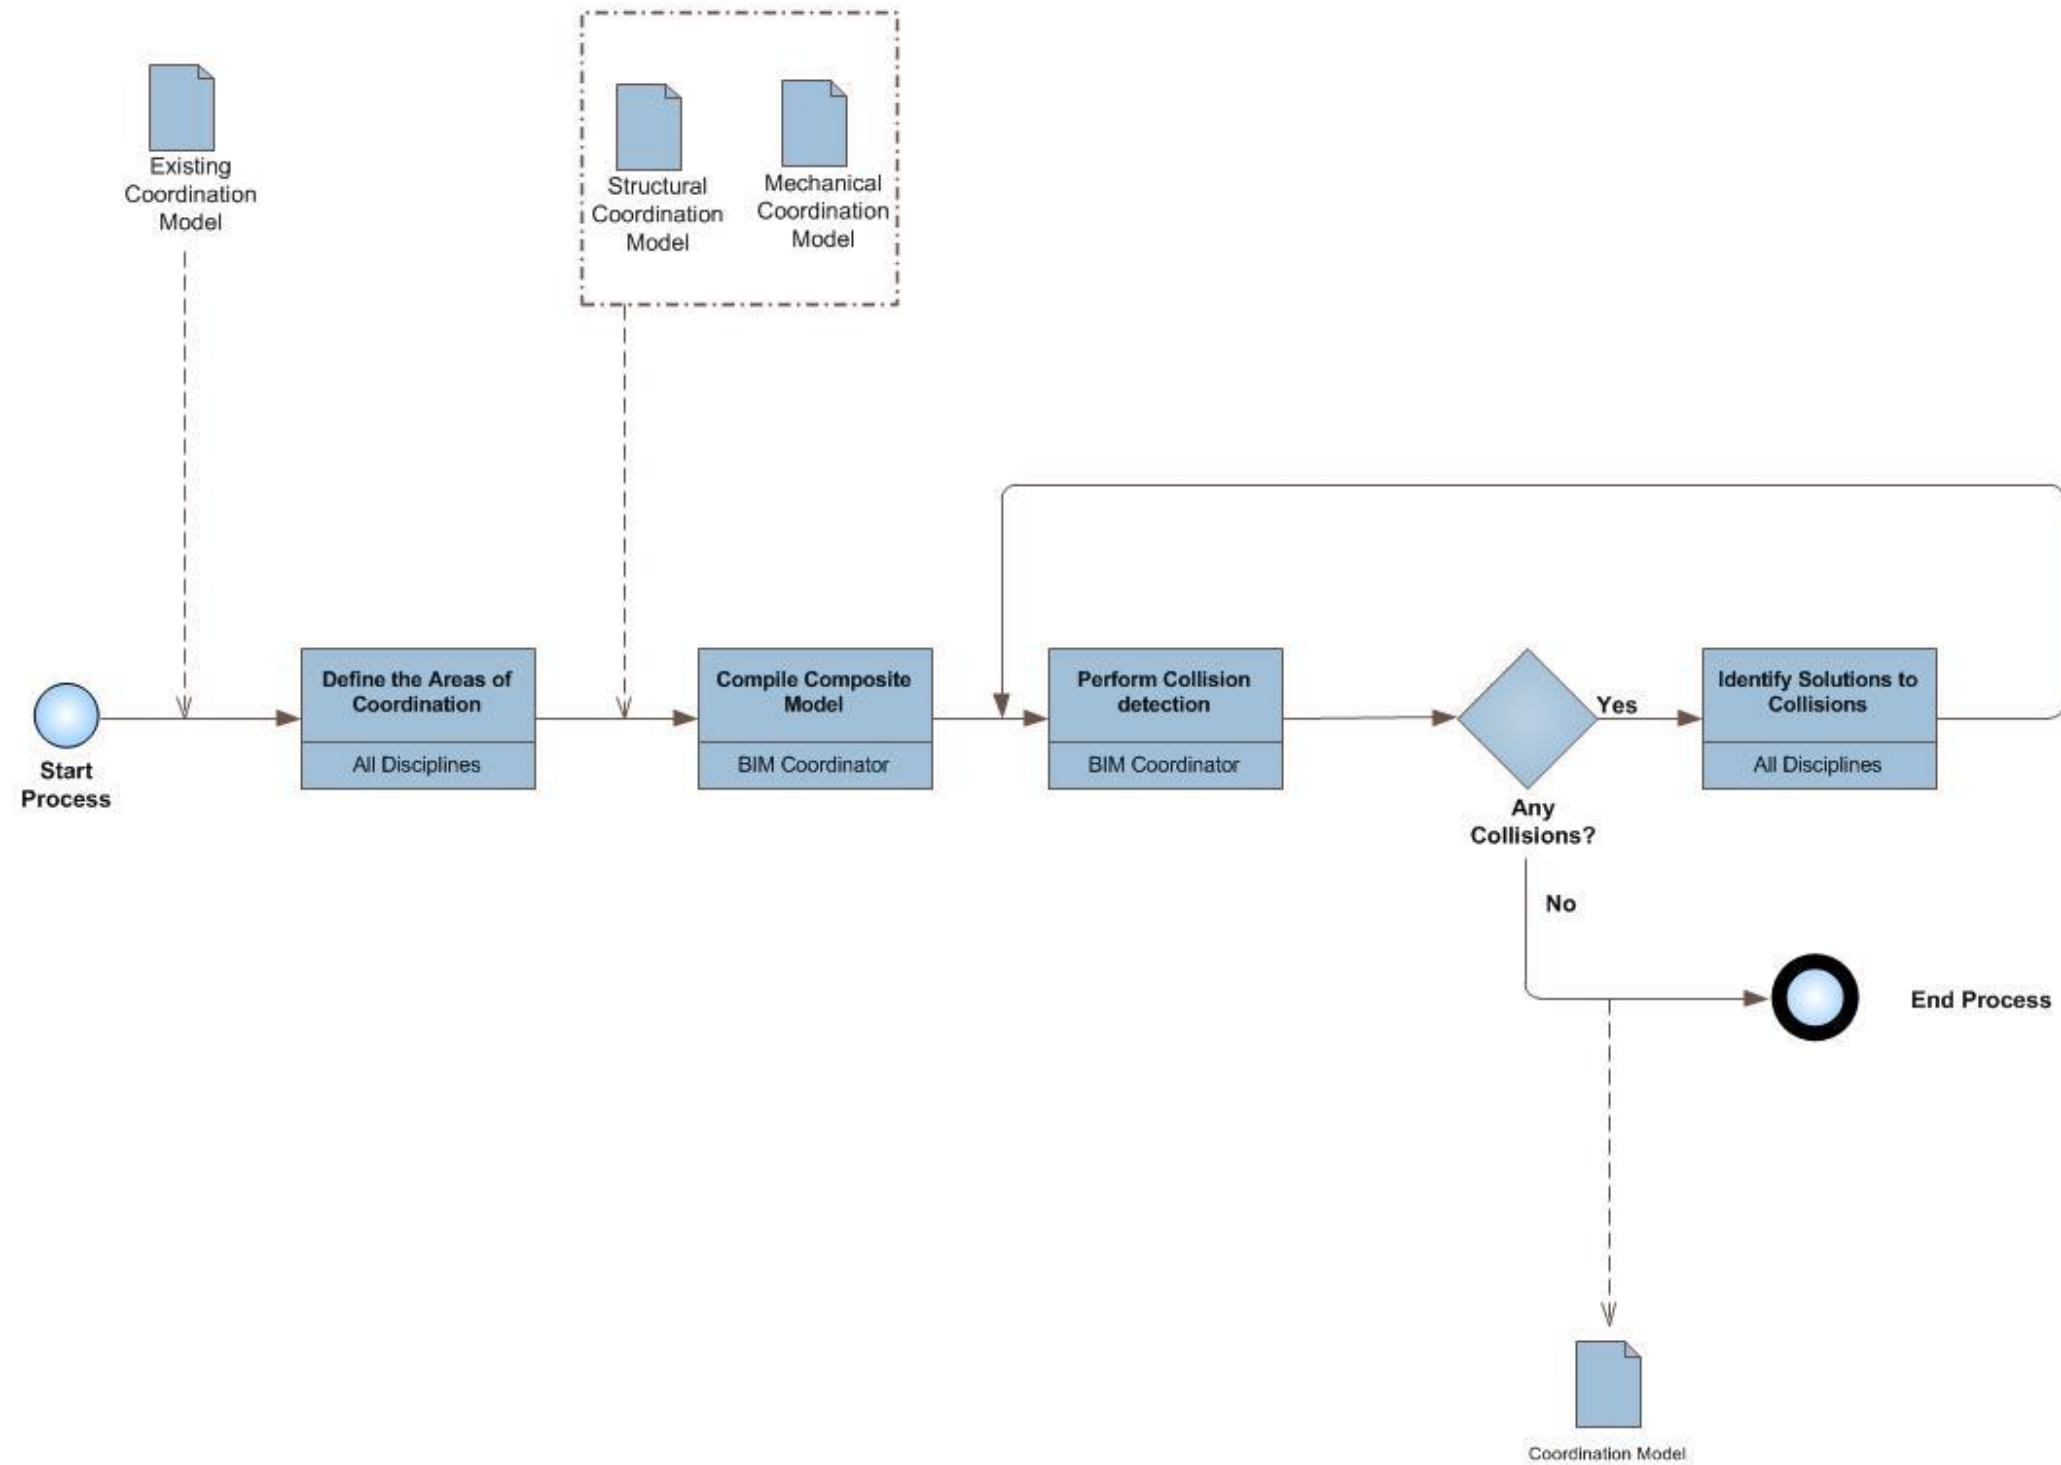 Existing
Coordination
Model
Structural
Coordination
Model
Mechanical
Coordination
Model
Start
Process
Define the Areas of
Coordination
All Disciplines
Compile Composite
Model
BIM Coordinator
Perform Collision
detection
BIM Coordinator
Any
Collisions?
Yes
Identify Solutions to
Collisions
All Disciplines
No
End Process
Coordination Model